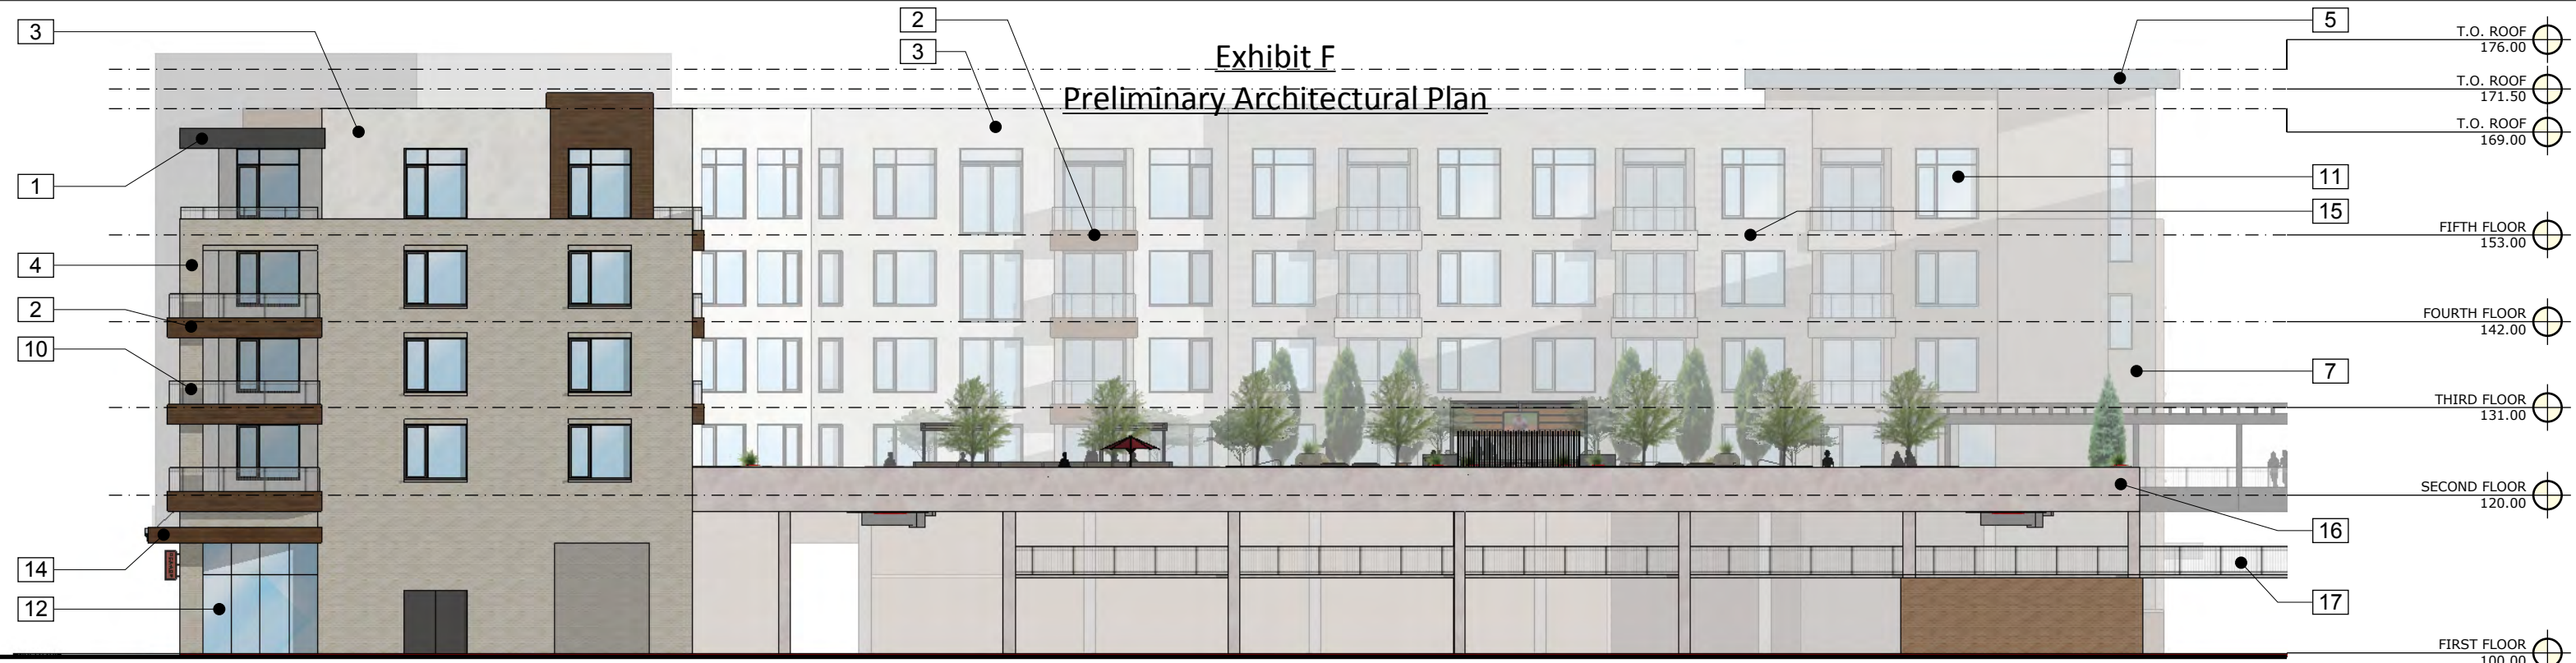 Exhibit F
Preliminary Architectural Plan
3
2
3
5
1
4
2
10
14
12
11
15
7
16
17
T.O. ROOF
176.00
T.O. ROOF
171.50
T.O. ROOF
169.00
FIFTH FLOOR
153.00
FOURTH FLOOR
142.00
THIRD FLOOR
131.00
SECOND FLOOR
120.00
FIRST FLOOR
100.00